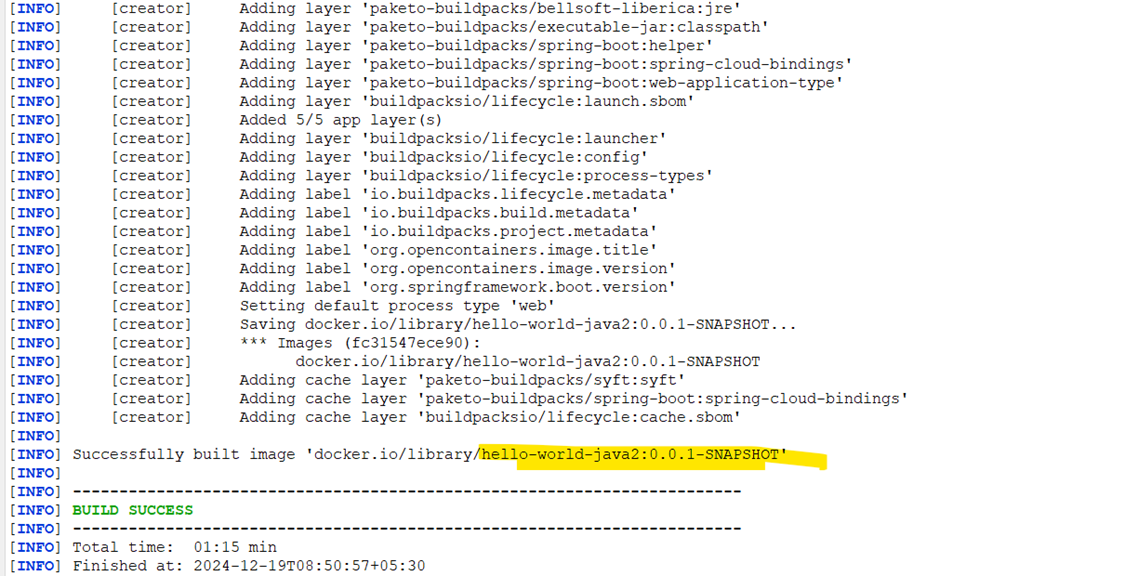 [INFO] [creator] Adding layer 'paketo-buildpacks/bellsoft-liberica:jre'
[INFO] [creator] Adding layer 'paketo-buildpacks/executable-jar:classpath'
[INFO] [creator] Adding layer 'paketo-buildpacks/spring-boot:helper'
[INFO] [creator] Adding layer 'paketo-buildpacks/spring-boot:spring-cloud-bindings'
[INFO] [creator] Adding layer 'paketo-buildpacks/spring-boot:web-application-type'
[INFO] [creator] Adding layer 'buildpacksio/lifecycle:launch.sbom'
[INFO] [creator] Added 5/5 app layer(s)
[INFO] [creator] Adding layer 'buildpacksio/lifecycle:launcher'
[INFO] [creator] Adding layer 'buildpacksio/lifecycle:config'
[INFO] [creator] Adding layer 'buildpacksio/lifecycle:process-types'
[INFO] [creator] Adding label 'io.buildpacks.lifecycle.metadata'
[INFO] [creator] Adding label 'io.buildpacks.build.metadata'
[INFO] [creator] Adding label 'io.buildpacks.project.metadata'
[INFO] [creator] Adding label 'org.opencontainers.image.title'
[INFO] [creator] Adding label 'org.opencontainers.image.version'
[INFO] [creator] Adding label 'org.springframework.boot.version'
[INFO] [creator] Setting default process type 'web'
[INFO] [creator] Saving docker.io/library/hello-world-java2:0.0.1-SNAPSHOT...
[INFO] [creator] *** Images (fc31547ece90):
[INFO] [creator] docker.io/library/hello-world-java2:0.0.1-SNAPSHOT
[INFO] [creator] Adding cache layer 'paketo-buildpacks/syft:syft'
[INFO] [creator] Adding cache layer 'paketo-buildpacks/spring-boot:spring-cloud-bindings'
[INFO] [creator] Adding cache layer 'buildpacksio/lifecycle:cache.sbom'
[INFO]
[INFO] Successfully built image 'docker.io/library/hello-world-java2:0.0.1-SNAPSHOT'
[INFO]
[INFO] ------------------------------------------------------------------------
[INFO] BUILD SUCCESS
[INFO] ------------------------------------------------------------------------
[INFO] Total time:  01:15 min
[INFO] Finished at: 2024-12-19T08:50:57+05:30